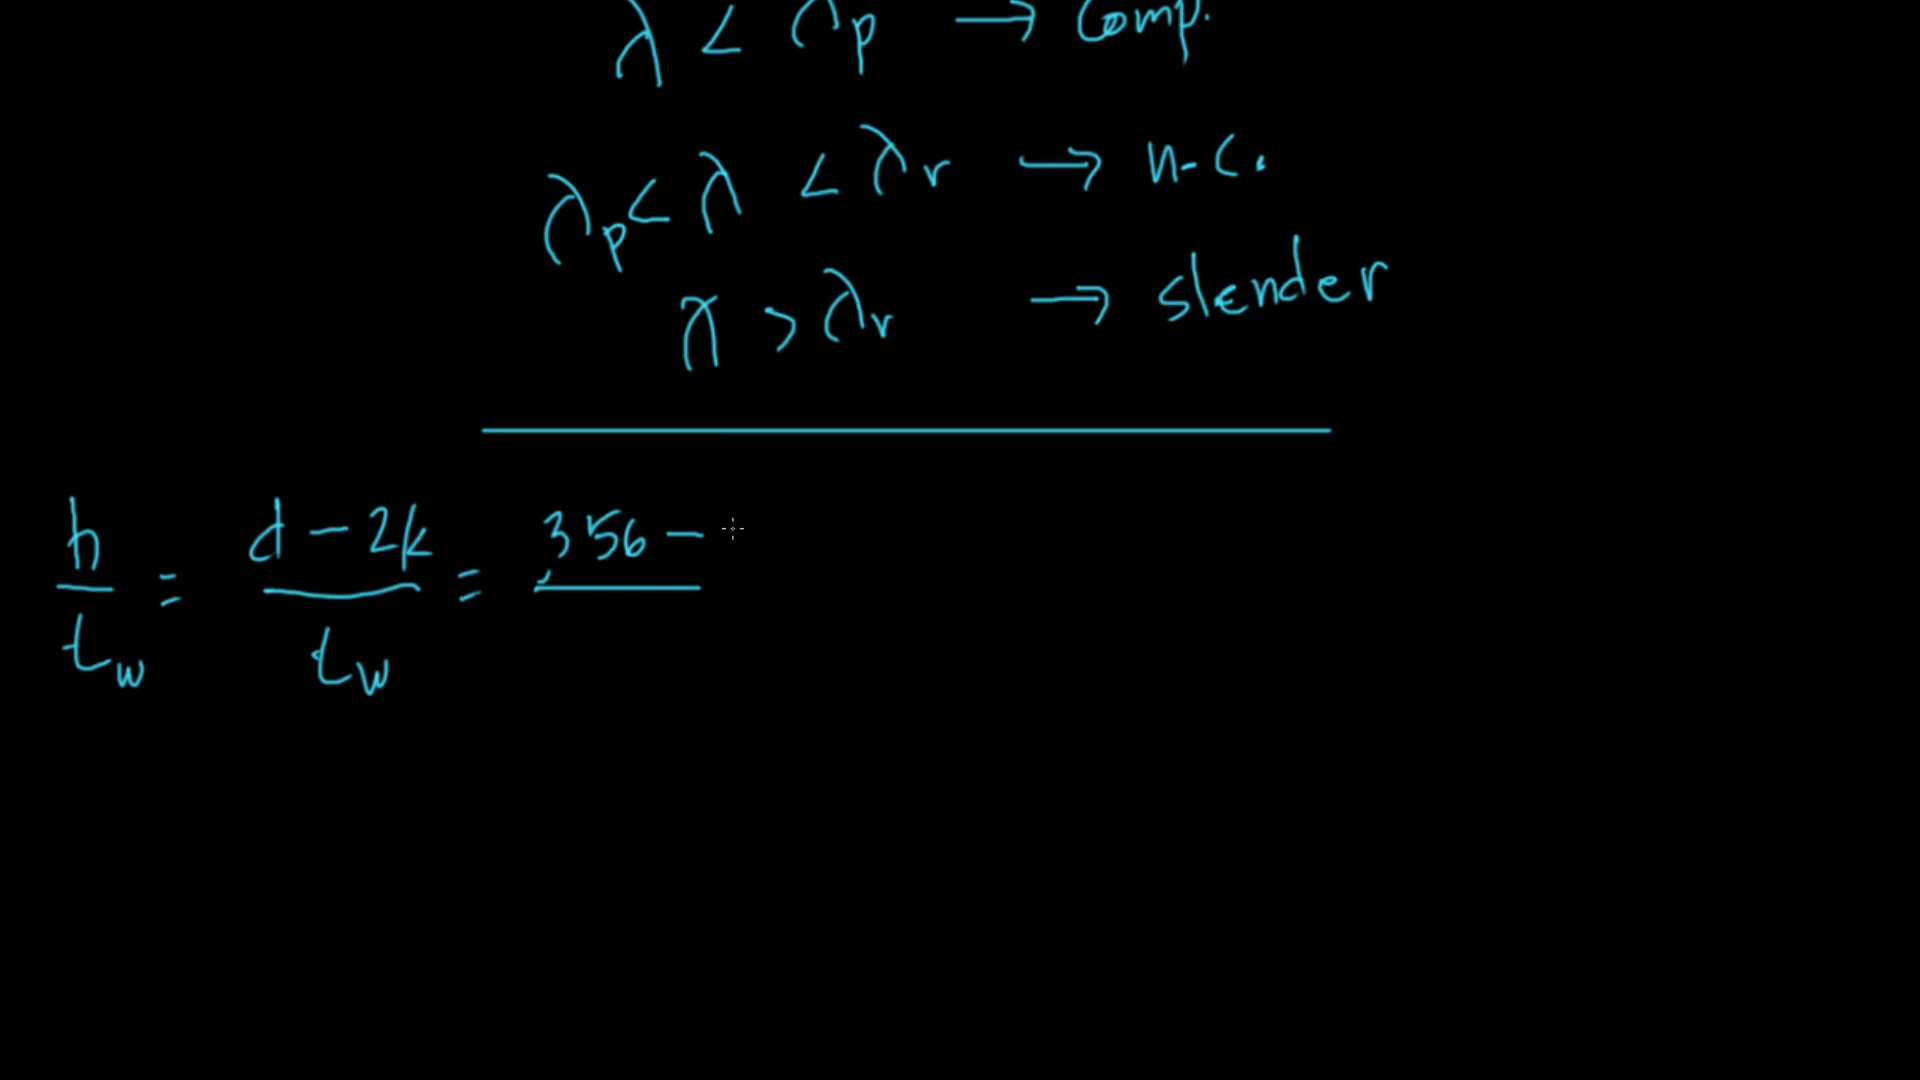 λ < λp → Comp.
λp < λ < λr → n-c.
λ > λr → slender
h/tw = (d - 2k)/tw = 356 -